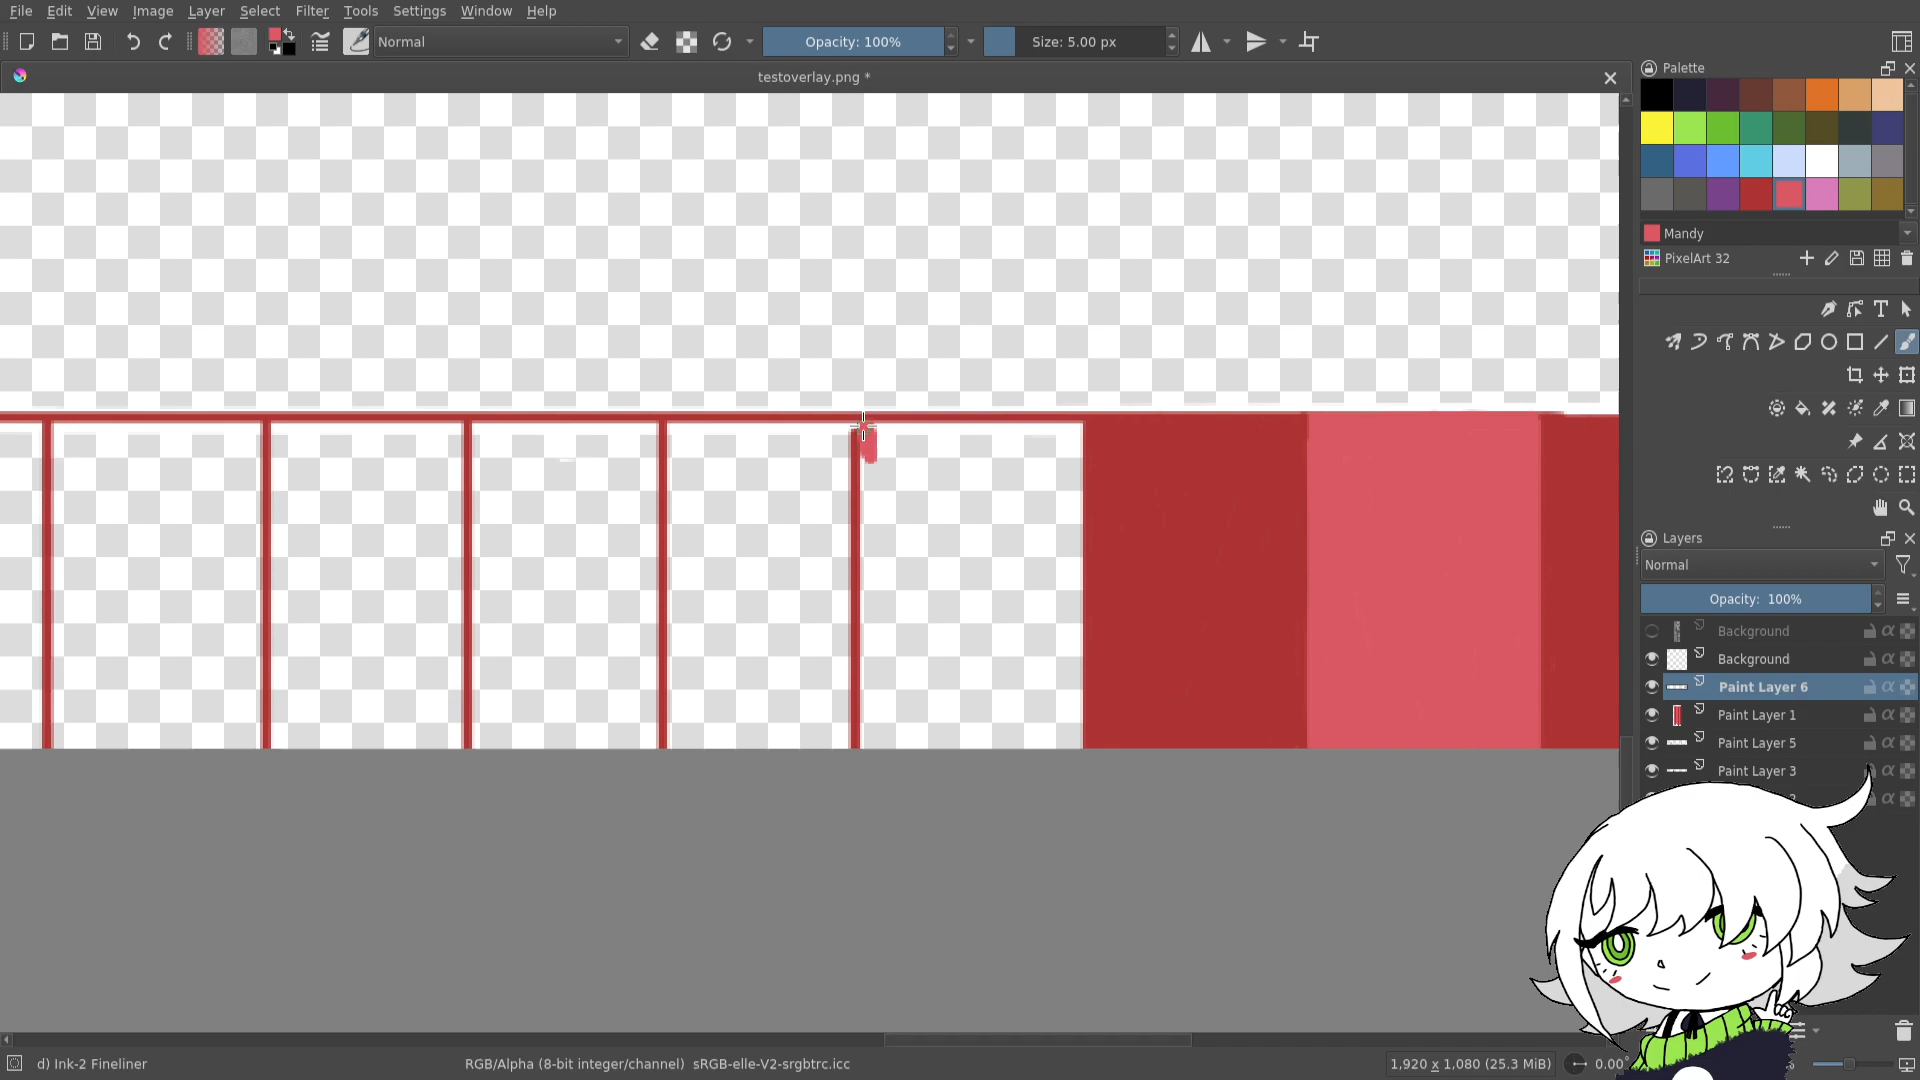 File Edit View Image Layer Select Filter Tools Settings Window Help
Normal Opacity: 100% Size: 5.00 px
testoverlay.png *
Palette
Mandy
PixelArt 32
Layers
Normal
Opacity: 100%
Background
Background
Paint Layer 6
Paint Layer 1
Paint Layer 5
Paint Layer 3
d) Ink-2 Fineliner RGB/Alpha (8-bit integer/channel) sRGB-elle-V2-srgbtrc.icc 1,920 x 1,080 (25.3 MiB) 0.00°